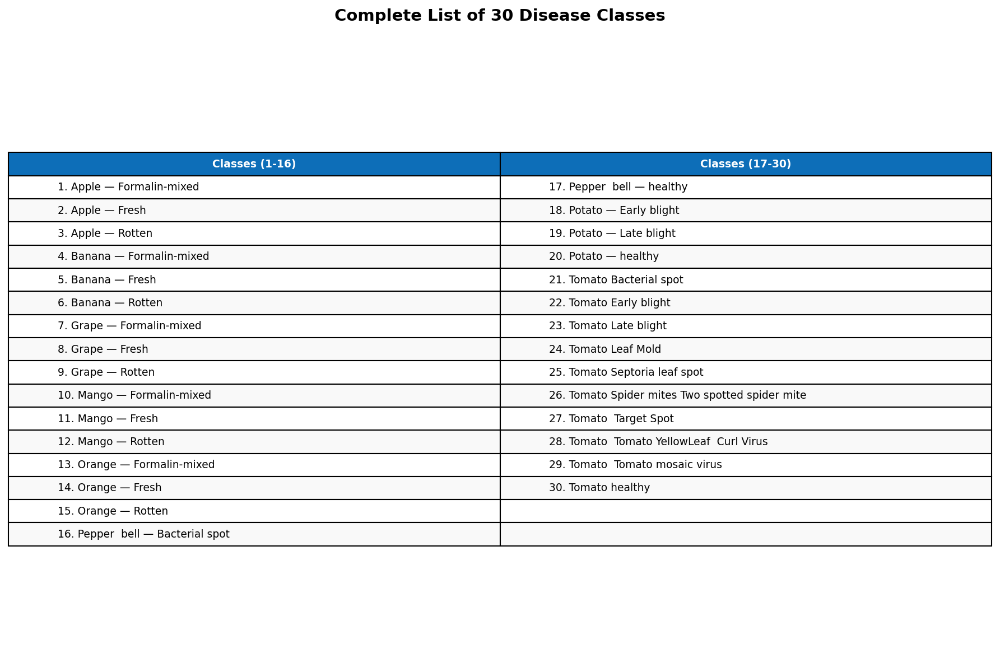 Complete List of 30 Disease Classes
Classes (1-16) Classes (17-30)
1. Apple — Formalin-mixed 17. Pepper  bell — healthy
2. Apple — Fresh 18. Potato — Early blight
3. Apple — Rotten 19. Potato — Late blight
4. Banana — Formalin-mixed 20. Potato — healthy
5. Banana — Fresh 21. Tomato Bacterial spot
6. Banana — Rotten 22. Tomato Early blight
7. Grape — Formalin-mixed 23. Tomato Late blight
8. Grape — Fresh 24. Tomato Leaf Mold
9. Grape — Rotten 25. Tomato Septoria leaf spot
10. Mango — Formalin-mixed 26. Tomato Spider mites Two spotted spider mite
11. Mango — Fresh 27. Tomato  Target Spot
12. Mango — Rotten 28. Tomato  Tomato YellowLeaf  Curl Virus
13. Orange — Formalin-mixed 29. Tomato  Tomato mosaic virus
14. Orange — Fresh 30. Tomato healthy
15. Orange — Rotten
16. Pepper  bell — Bacterial spot